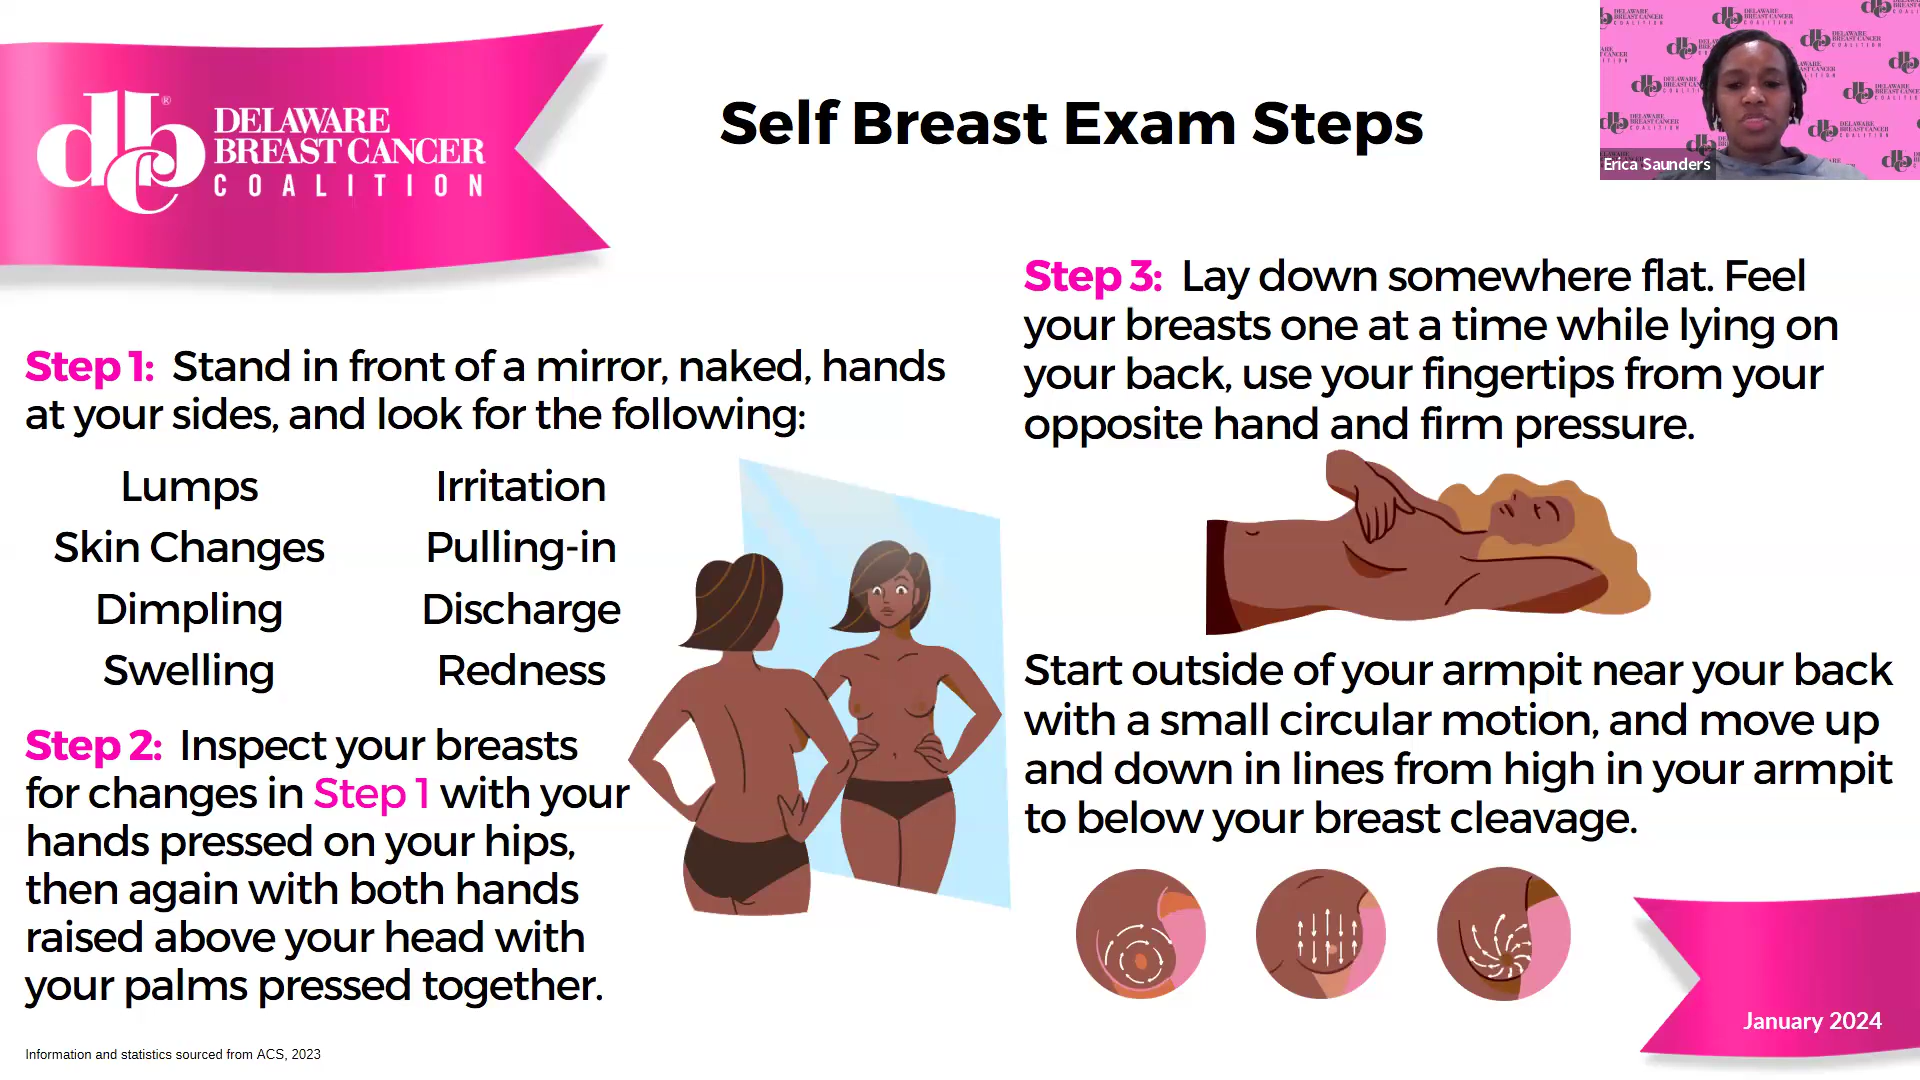 dbcc®
DELAWARE
BREAST CANCER
COALITION
Self Breast Exam Steps
Erica Saunders
Step 1: Stand in front of a mirror, naked, hands
at your sides, and look for the following:
Lumps Irritation
Skin Changes Pulling-in
Dimpling Discharge
Swelling Redness
Step 2: Inspect your breasts
for changes in Step 1 with your
hands pressed on your hips,
then again with both hands
raised above your head with
your palms pressed together.
Information and statistics sourced from ACS, 2023
Step 3: Lay down somewhere flat. Feel
your breasts one at a time while lying on
your back, use your fingertips from your
opposite hand and firm pressure.
Start outside of your armpit near your back
with a small circular motion, and move up
and down in lines from high in your armpit
to below your breast cleavage.
January 2024